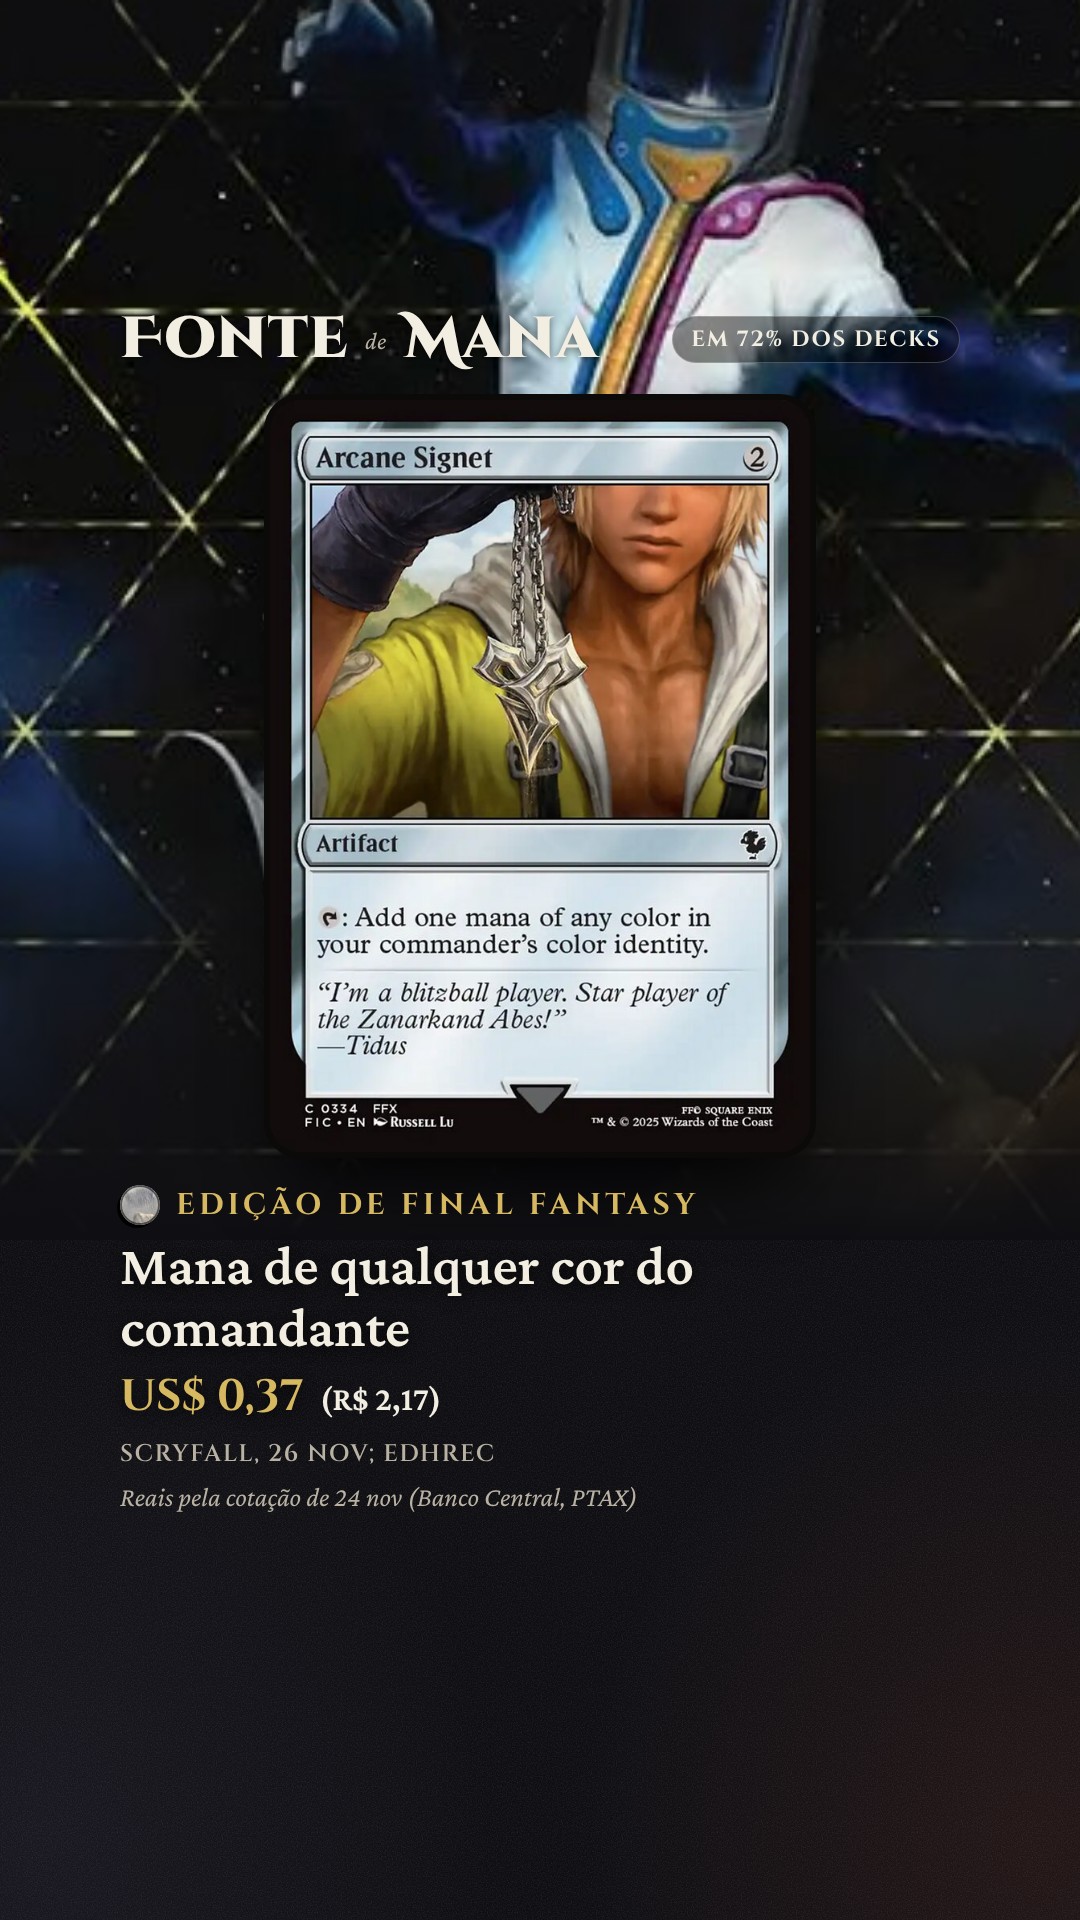 FONTE de MANA
EM 72% DOS DECKS
Arcane Signet 2
Artifact
: Add one mana of any color in
your commander's color identity.
“I'm a blitzball player. Star player of
the Zanarkand Abes!”
—Tidus
C 0334 FFX
FIC • EN Russell Lu
FF© SQUARE ENIX
™ & © 2025 Wizards of the Coast
EDIÇÃO DE FINAL FANTASY
Mana de qualquer cor do
comandante
US$ 0,37 (R$ 2,17)
SCRYFALL, 26 NOV; EDHREC
Reais pela cotação de 24 nov (Banco Central, PTAX)